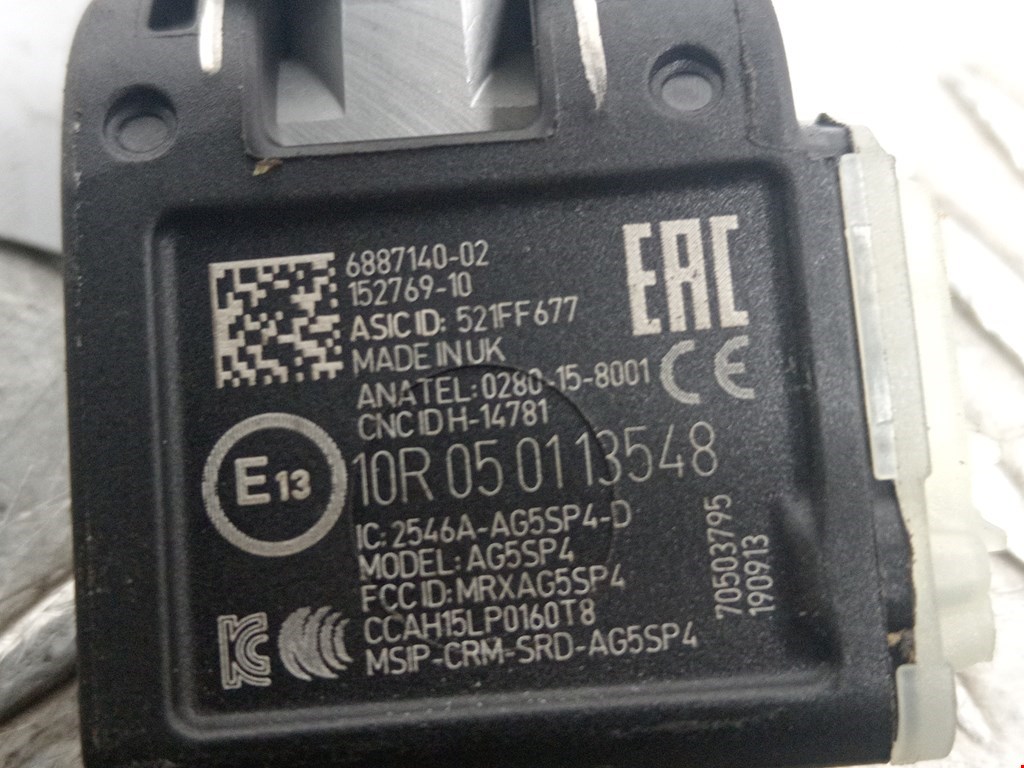 6887140-02
152769-10
ASIC ID: 521FF677
MADE IN UK
ANATEL: 0280-15-8001
CNC ID H-14781
10R 05 0113548
IC: 2546A-AG5SP4-D
MODEL: AG5SP4
FCC ID: MRXAG5SP4
CCAH15LP0160T8
MSIP-CRM-SRD-AG5SP4
EAC
CE
E13
KC
70503795
190913